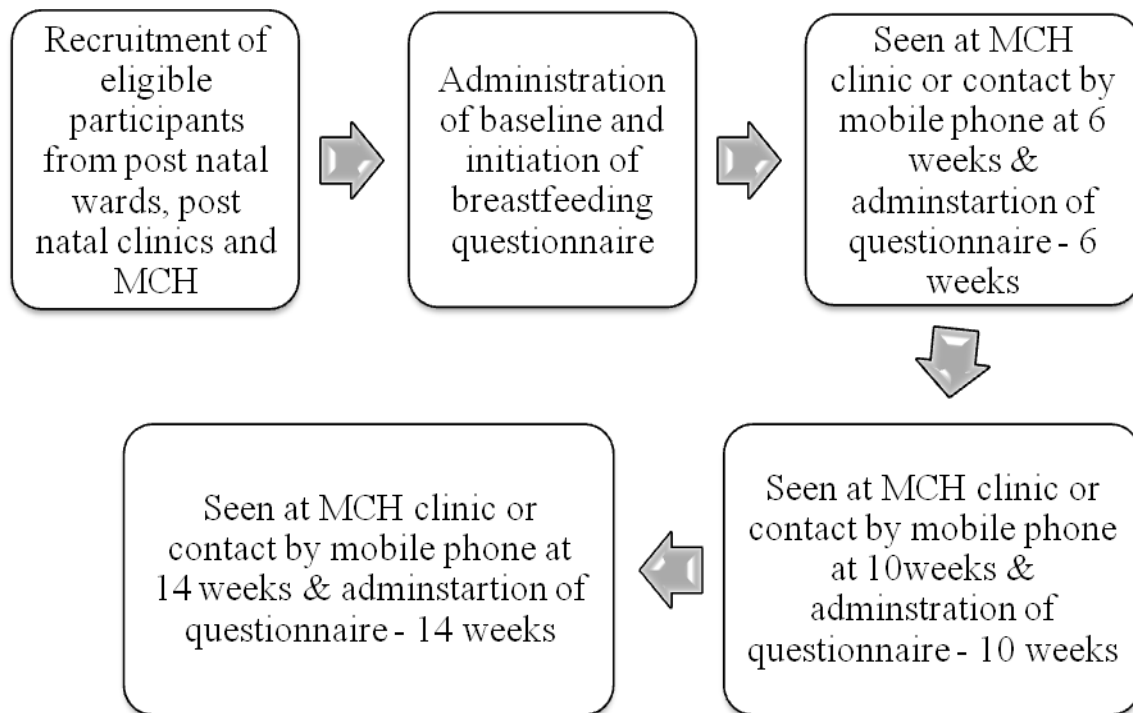 Recruitment of
eligible
participants
from post natal
wards, post
natal clinics and
MCH
Administration
of baseline and
initiation of
breastfeeding
questionnaire
Seen at MCH
clinic or contact by
mobile phone at 6
weeks &
adminstartion of
questionnaire - 6
weeks
Seen at MCH clinic or
contact by mobile phone
at 10weeks &
adminstration of
questionnaire - 10 weeks
Seen at MCH clinic or
contact by mobile phone at
14 weeks & adminstartion of
questionnaire - 14 weeks